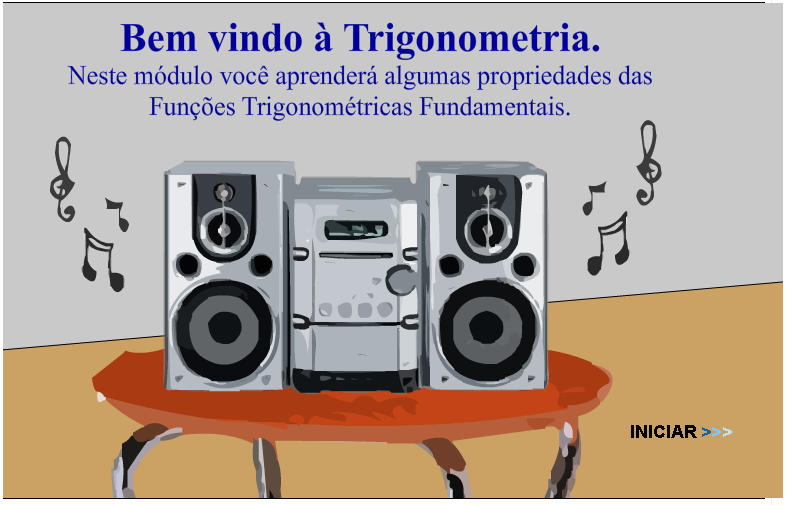 Bem vindo à Trigonometria.
Neste módulo você aprenderá algumas propriedades das
Funções Trigonométricas Fundamentais.
INICIAR >>>